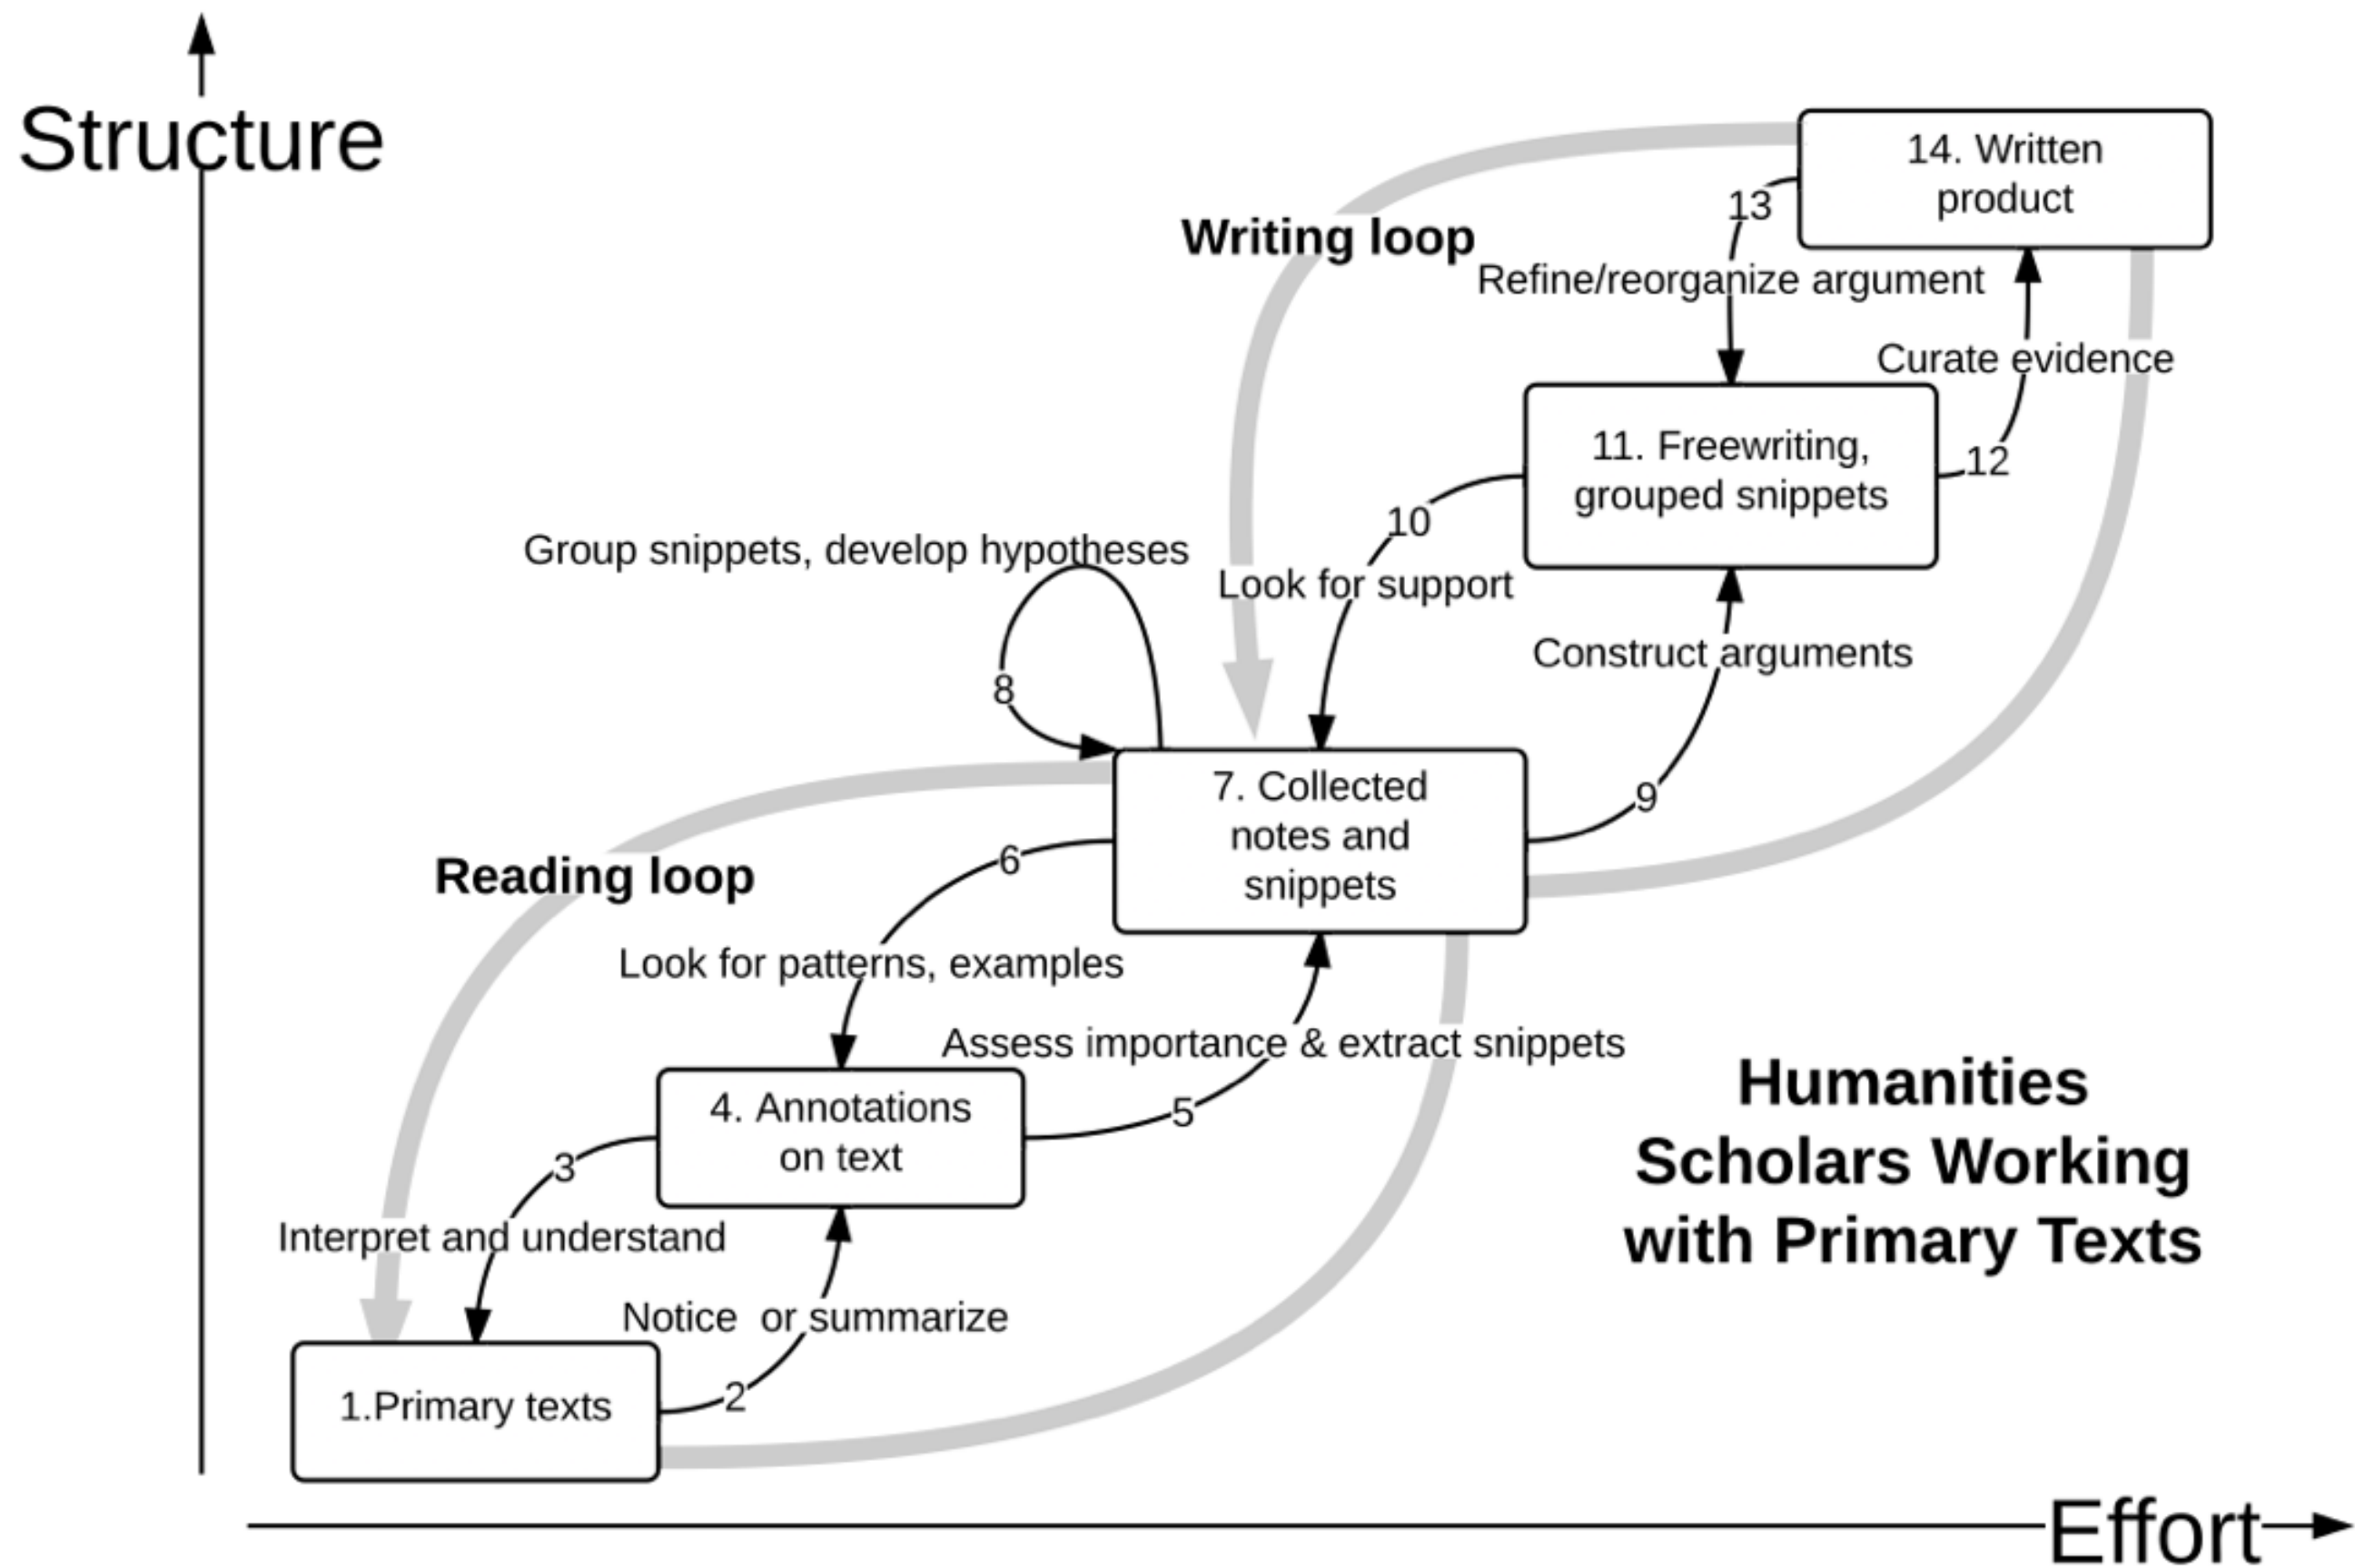 Structure
14. Written
product
13
Writing loop
Refine/reorganize argument
Curate evidence
11. Freewriting,
grouped snippets
12
10
Group snippets, develop hypotheses
Look for support
Construct arguments
8
7. Collected
notes and
snippets
9
6
Reading loop
Look for patterns, examples
Assess importance & extract snippets
4. Annotations
on text
5
3
Interpret and understand
Notice  or summarize
2
1.Primary texts
Humanities
Scholars Working
with Primary Texts
Effort